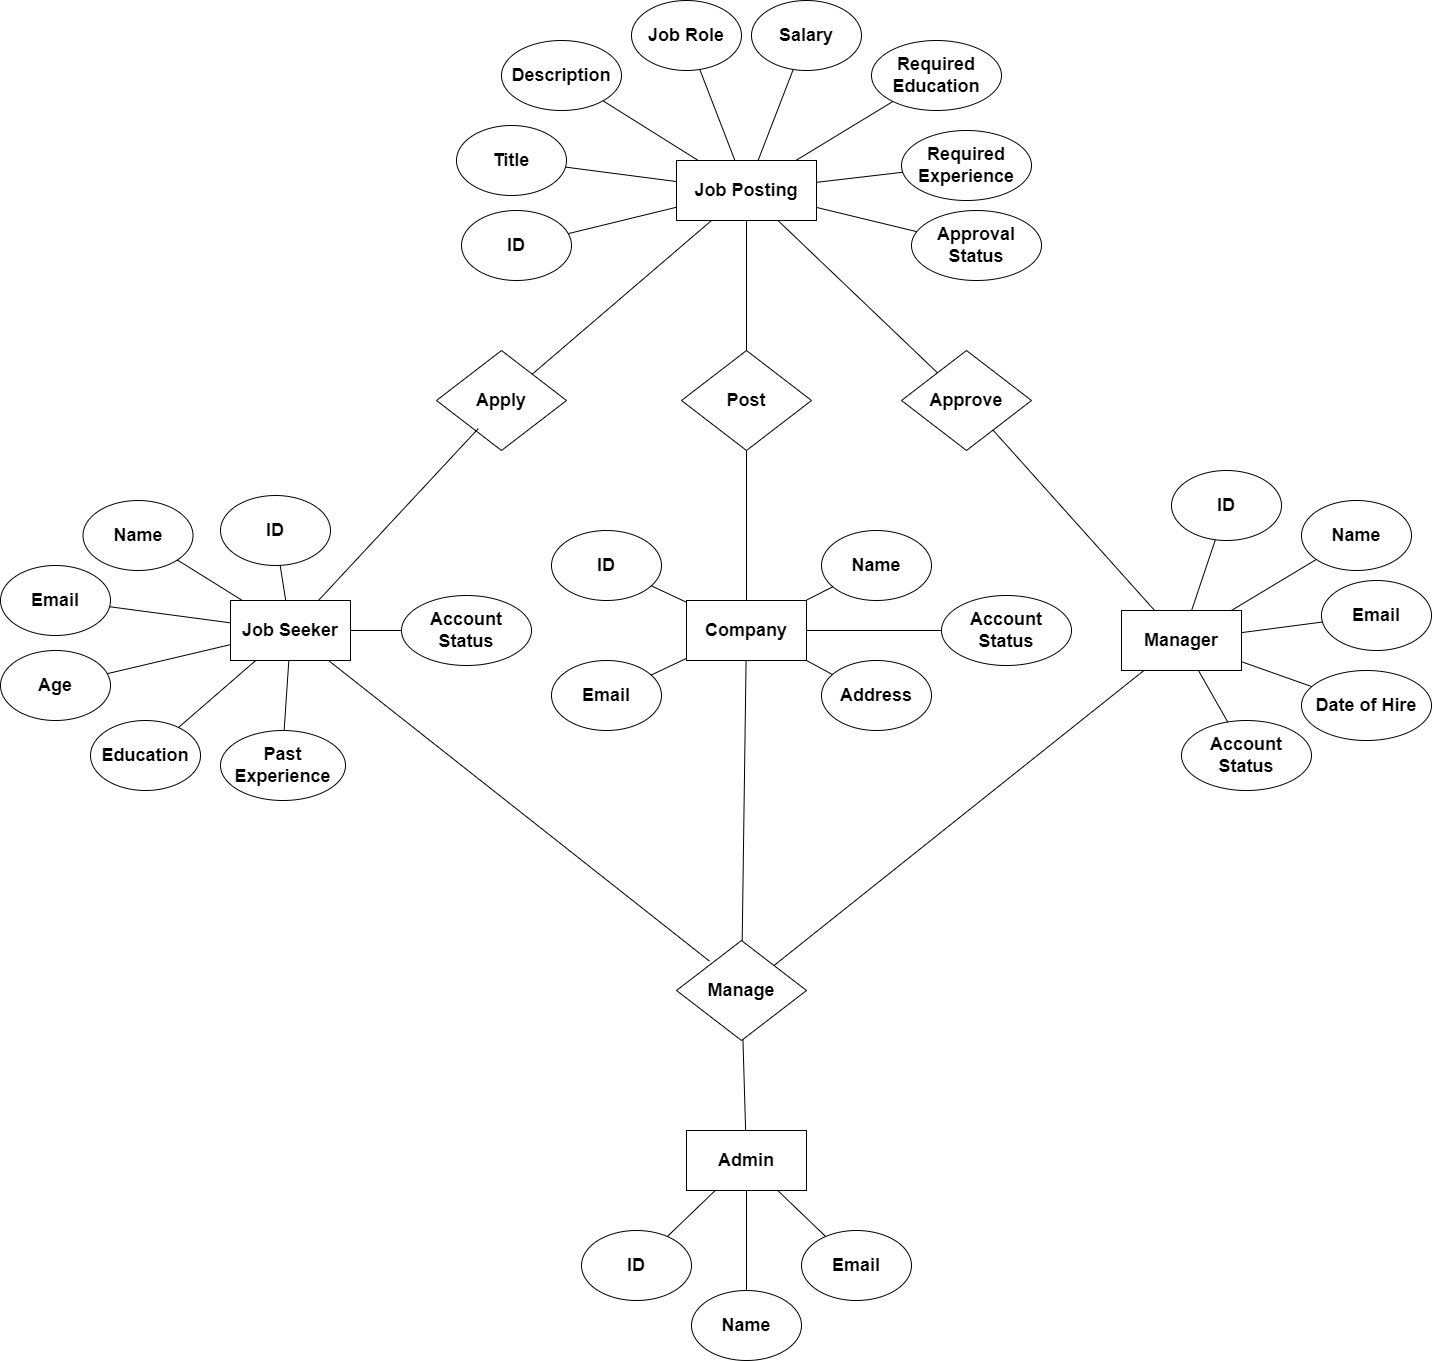 Job Role
Salary
Description
Required
Education
Title
Required
Experience
Job Posting
ID
Approval
Status
Apply
Post
Approve
ID
Name
Name
ID
ID
Name
Email
Account
Status
Account
Status
Email
Job Seeker
Company
Manager
Age
Email
Address
Date of Hire
Education
Past
Experience
Account
Status
Manage
Admin
ID
Email
Name